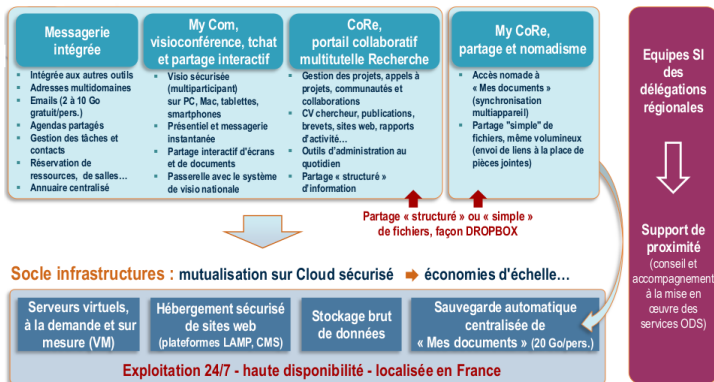 Messagerie
intégrée
Intégrée aux autres outils
Adresses multidomaines
Emails (2 à 10 Go
gratuit/pers.)
Agendas partagés
Gestion des tâches et
contacts
Réservation de
ressources, de salles…
Annuaire centralisé
My Com,
visioconférence, tchat
et partage interactif
Visio sécurisée
(multiparticipant)
sur PC, Mac, tablettes,
smartphones
Présentiel et messagerie
instantanée
Partage interactif d'écrans
et de documents
Passerelle avec le système
de visio nationale
CoRe,
portail collaboratif
multitutelle Recherche
Gestion des projets, appels à
projets, communautés et
collaborations
CV chercheur, publications,
brevets, sites web, rapports
d'activité…
Outils d'administration au
quotidien
Partage « structuré »
d'information
My CoRe,
partage et nomadisme
Accès nomade à
« Mes documents »
(synchronisation
multiappareil)
Partage "simple" de
fichiers, même volumineux
(envoi de liens à la place de
pièces jointes)
Partage « structuré » ou « simple »
de fichiers, façon DROPBOX
Equipes SI
des
délégations
régionales
Support de
proximité
(conseil et
accompagnement
à la mise en
œuvre des
services ODS)
Socle infrastructures : mutualisation sur Cloud sécurisé économies d'échelle…
Serveurs virtuels,
à la demande et sur
mesure (VM)
Hébergement sécurisé
de sites web
(plateformes LAMP, CMS)
Stockage brut
de données
Sauvegarde automatique
centralisée de
« Mes documents » (20 Go/pers.)
Exploitation 24/7 - haute disponibilité - localisée en France